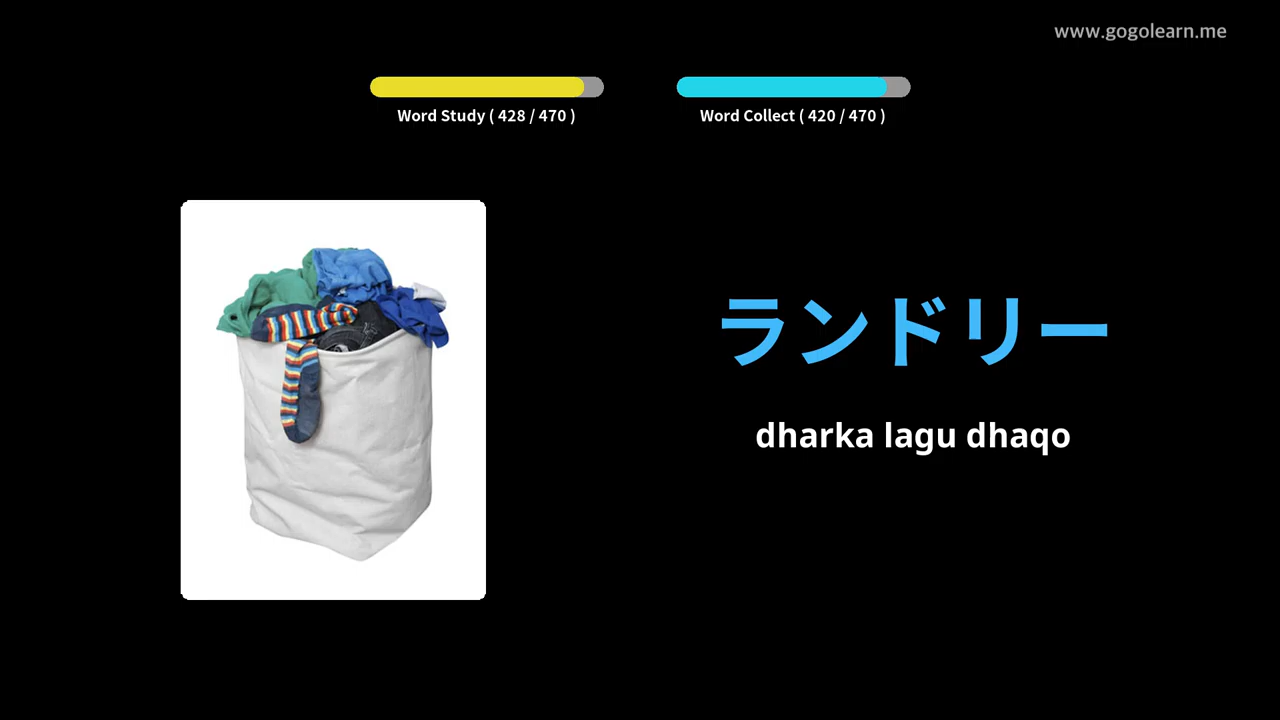 www.gogolearn.me
Word Study ( 428 / 470 )
Word Collect ( 420 / 470 )
ランドリー
dharka lagu dhaqo